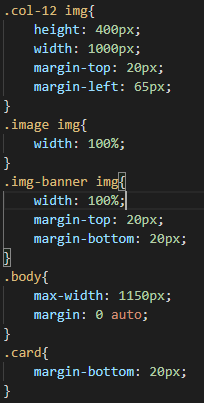 .col-12 img{
    height: 400px;
    width: 1000px;
    margin-top: 20px;
    margin-left: 65px;
}
.image img{
    width: 100%;
}
.img-banner img{
    width: 100%;
    margin-top: 20px;
    margin-bottom: 20px;
}
.body{
    max-width: 1150px;
    margin: 0 auto;
}
.card{
    margin-bottom: 20px;
}